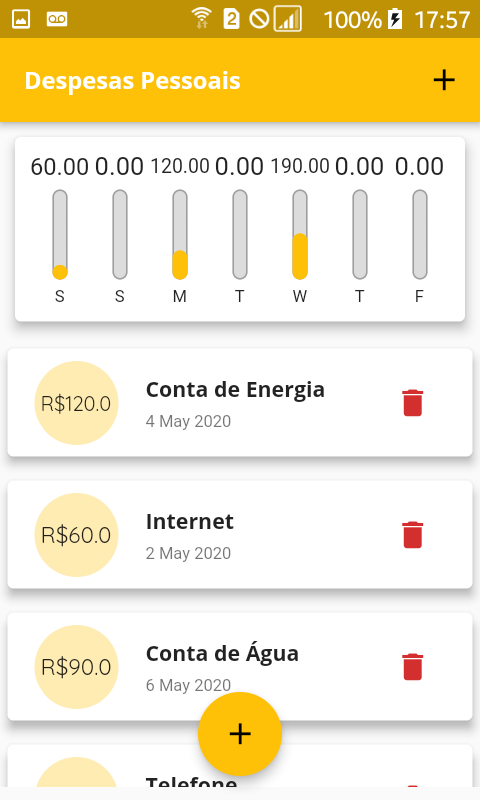 2 100% 17:57
Despesas Pessoais
60.00 0.00 120.00 0.00 190.00 0.00 0.00
S S M T W T F
R$120.0
Conta de Energia
4 May 2020
R$60.0
Internet
2 May 2020
R$90.0
Conta de Água
6 May 2020
Telefone